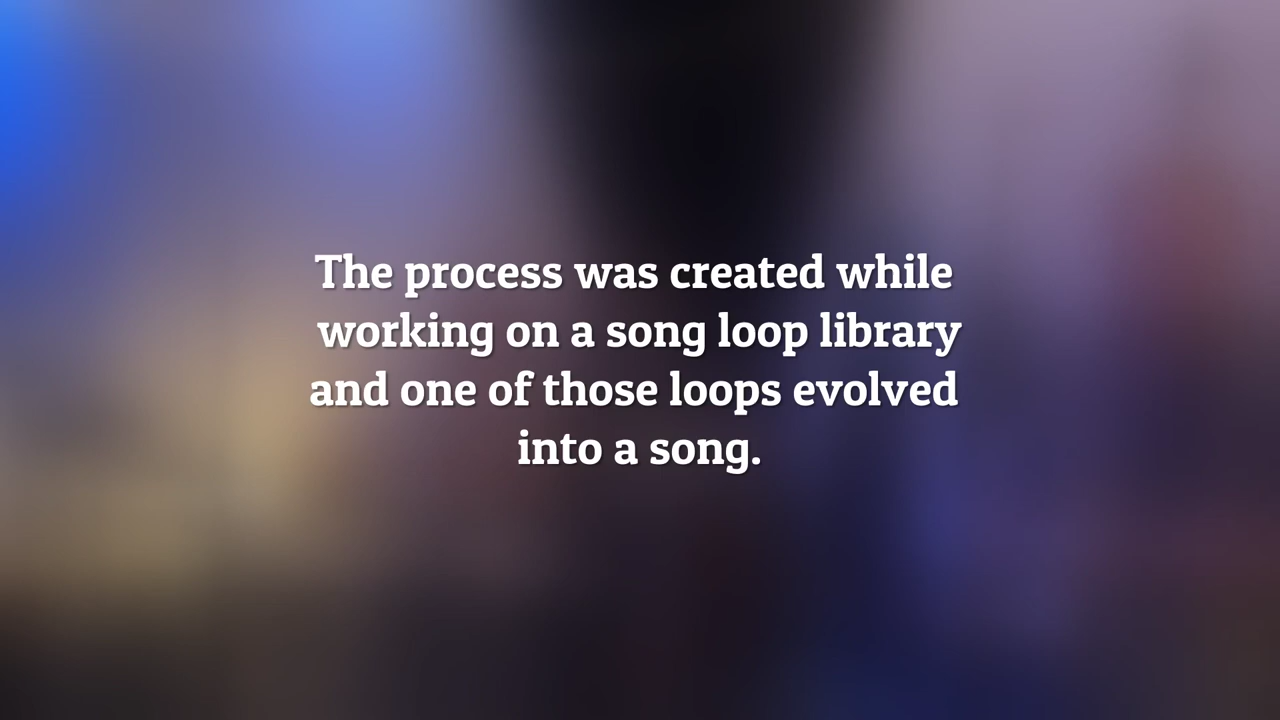 The process was created while
working on a song loop library
and one of those loops evolved
into a song.